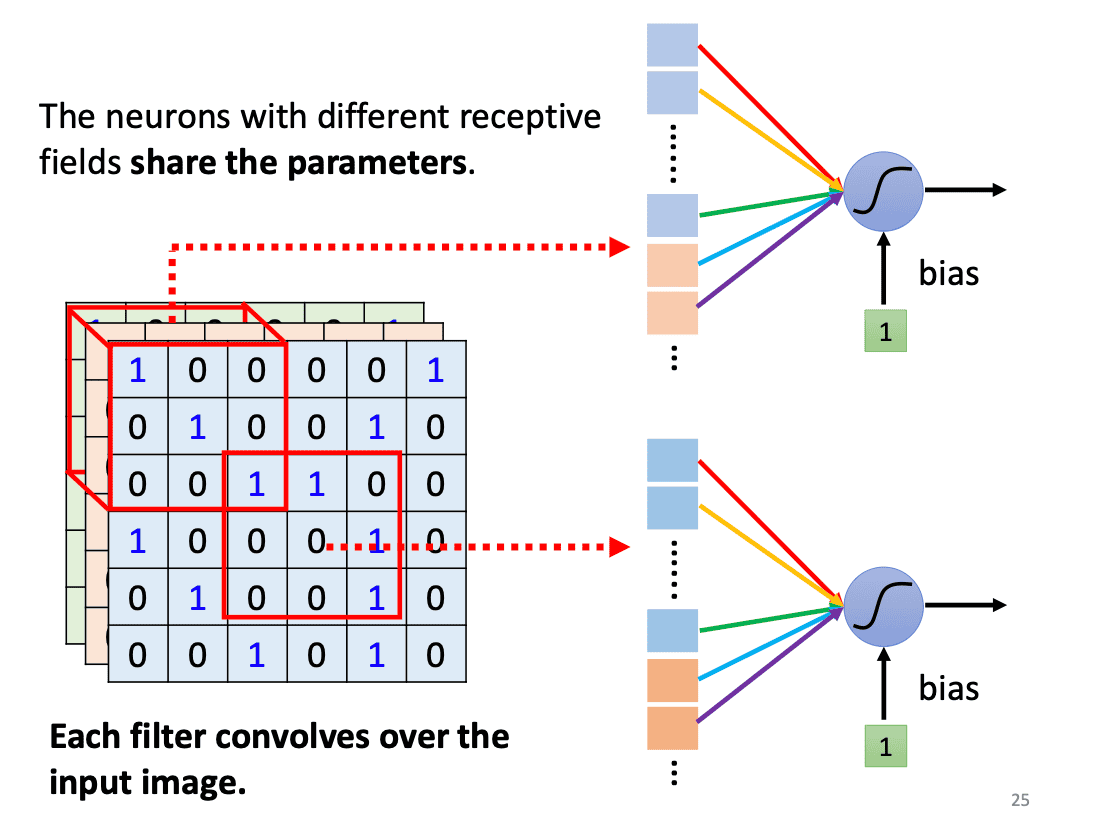 The neurons with different receptive
fields share the parameters.
bias
1
1 0 0 0 0 1
0 1 0 0 1 0
0 0 1 1 0 0
1 0 0 0 1 0
0 1 0 0 1 0
0 0 1 0 1 0
bias
1
Each filter convolves over the
input image.
25